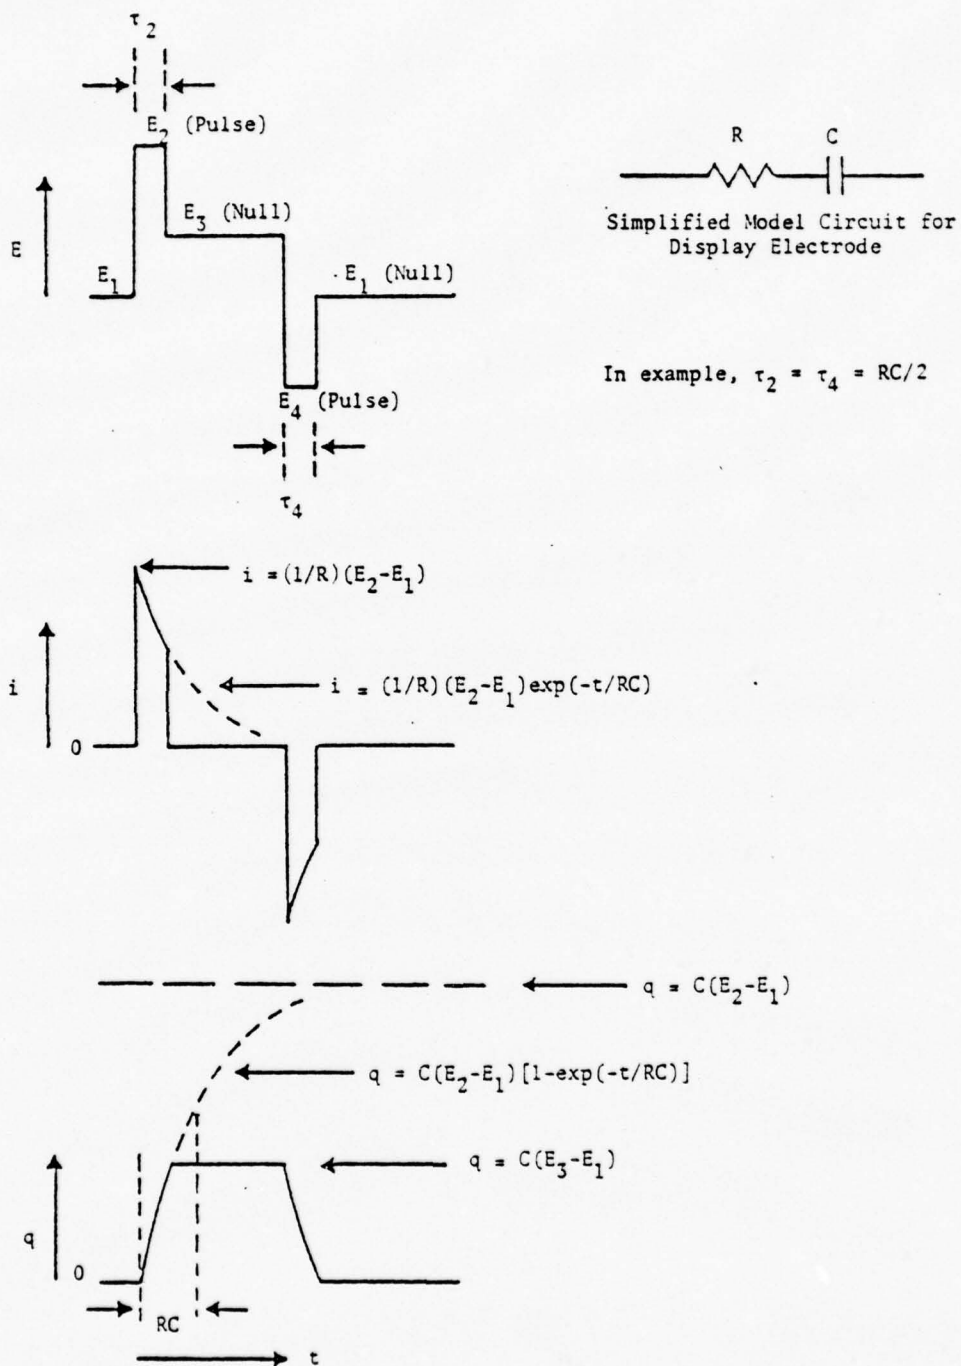 τ₂
E₂ (Pulse)
R C
E₃ (Null)
Simplified Model Circuit for
Display Electrode
E
E₁
E₁ (Null)
In example, τ₂ = τ₄ = RC/2
E₄ (Pulse)
τ₄
i = (1/R)(E₂-E₁)
i = (1/R)(E₂-E₁)exp(-t/RC)
i
0
q = C(E₂-E₁)
q = C(E₂-E₁)[1-exp(-t/RC)]
q = C(E₃-E₁)
q
0
RC
t